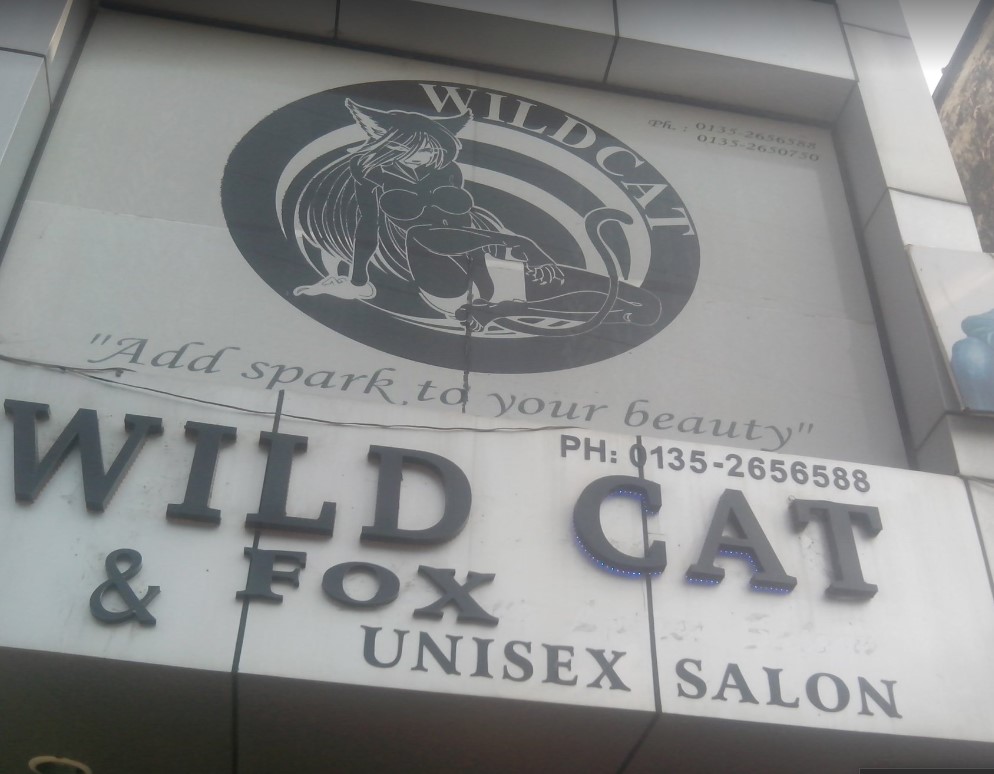 WILDCAT
Ph. : 0135-2656588
0135-2650750
"Add spark to your beauty"
PH: 0135-2656588
WILD CAT
& FOX
UNISEX SALON